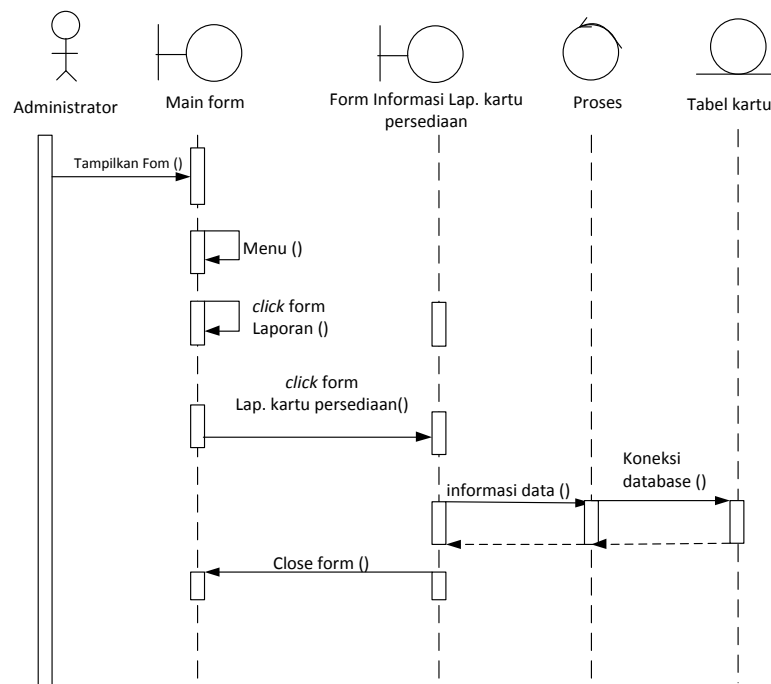 Administrator
Main form
Form Informasi Lap. kartu
persediaan
Proses
Tabel kartu
Tampilkan Fom ()
Menu ()
click form
Laporan ()
click form
Lap. kartu persediaan()
informasi data ()
Koneksi
database ()
Close form ()